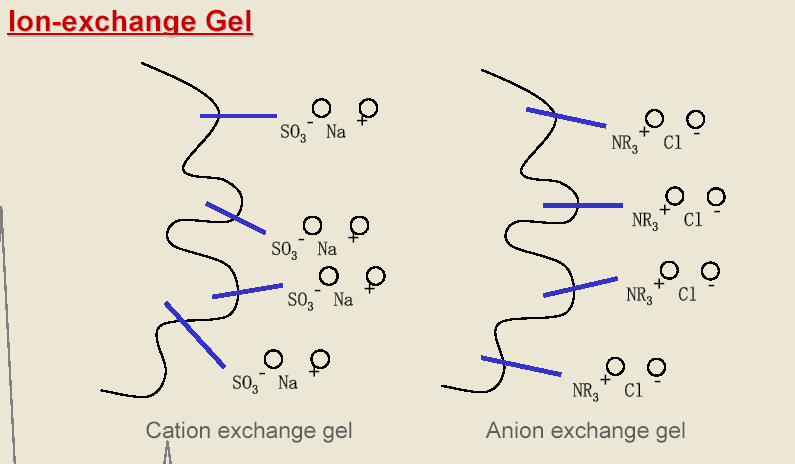 Ion-exchange Gel
SO3- Na +
SO3- Na +
SO3- Na +
SO3- Na +
NR3+ Cl -
NR3+ Cl -
NR3+ Cl -
NR3+ Cl -
Cation exchange gel
Anion exchange gel